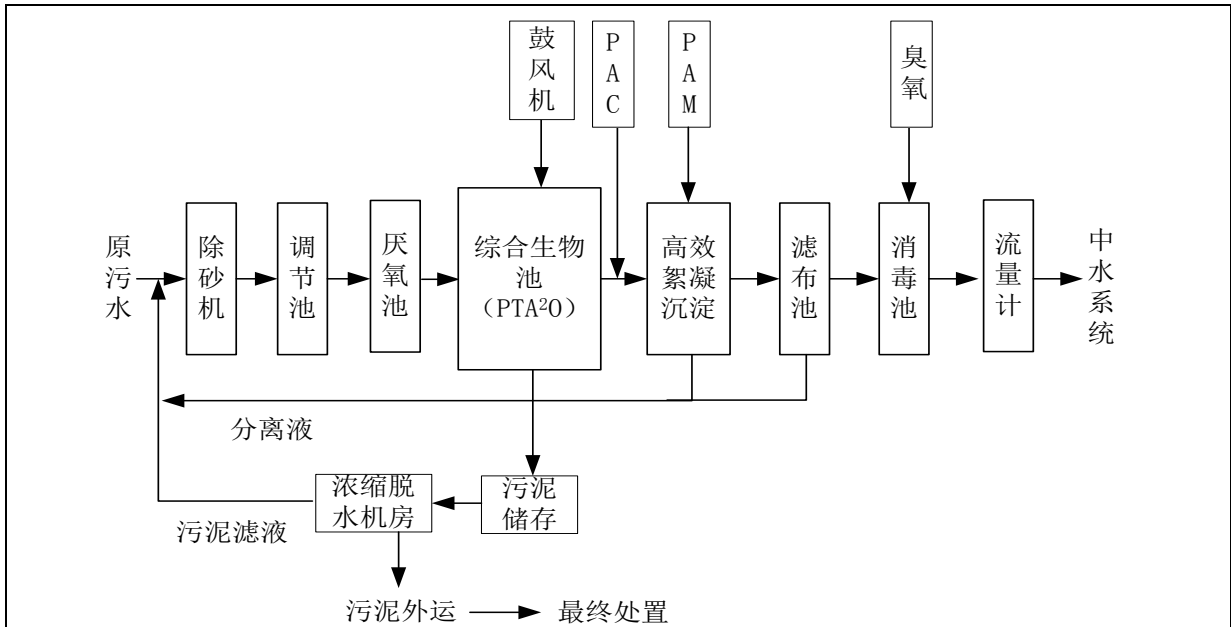 鼓风机
PAC
PAM
臭氧
原污水
除砂机
调节池
厌氧池
综合生物
池
（PTA²O）
高效
絮凝
沉淀
滤布池
消毒池
流量计
中水系统
分离液
浓缩脱
水机房
污泥
储存
污泥滤液
污泥外运
最终处置